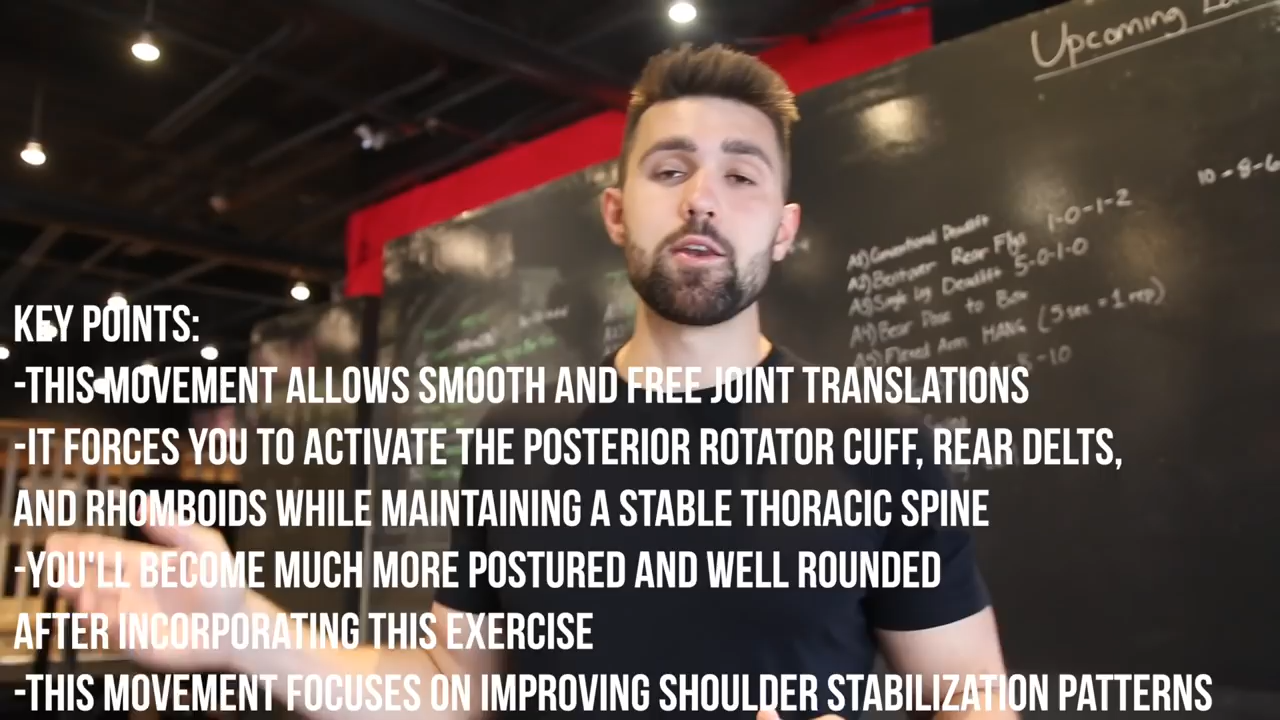 Upcoming
10-8-6
A1) Conventional Deadlift
A2) Bentover Rear Flys 1-0-1-2
A3) Single Leg Deadlift 5-0-1-0
A4) Bear Pose to Box
A5) Flexed Arm HANG (5 sec = 1 rep)
5-10
KEY POINTS:
-THIS MOVEMENT ALLOWS SMOOTH AND FREE JOINT TRANSLATIONS
-IT FORCES YOU TO ACTIVATE THE POSTERIOR ROTATOR CUFF, REAR DELTS,
AND RHOMBOIDS WHILE MAINTAINING A STABLE THORACIC SPINE
-YOU'LL BECOME MUCH MORE POSTURED AND WELL ROUNDED
AFTER INCORPORATING THIS EXERCISE
-THIS MOVEMENT FOCUSES ON IMPROVING SHOULDER STABILIZATION PATTERNS